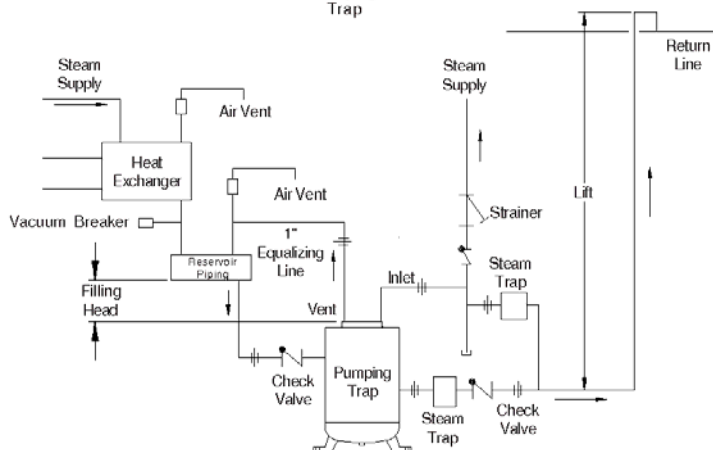 Trap
Steam
Supply
Air Vent
Heat
Exchanger
Air Vent
Vacuum Breaker
1"
Equalizing
Line
Reservoir
Piping
Filling
Head
Vent
Inlet
Steam
Supply
Strainer
Steam
Trap
Lift
Return
Line
Check
Valve
Pumping
Trap
Steam
Trap
Check
Valve